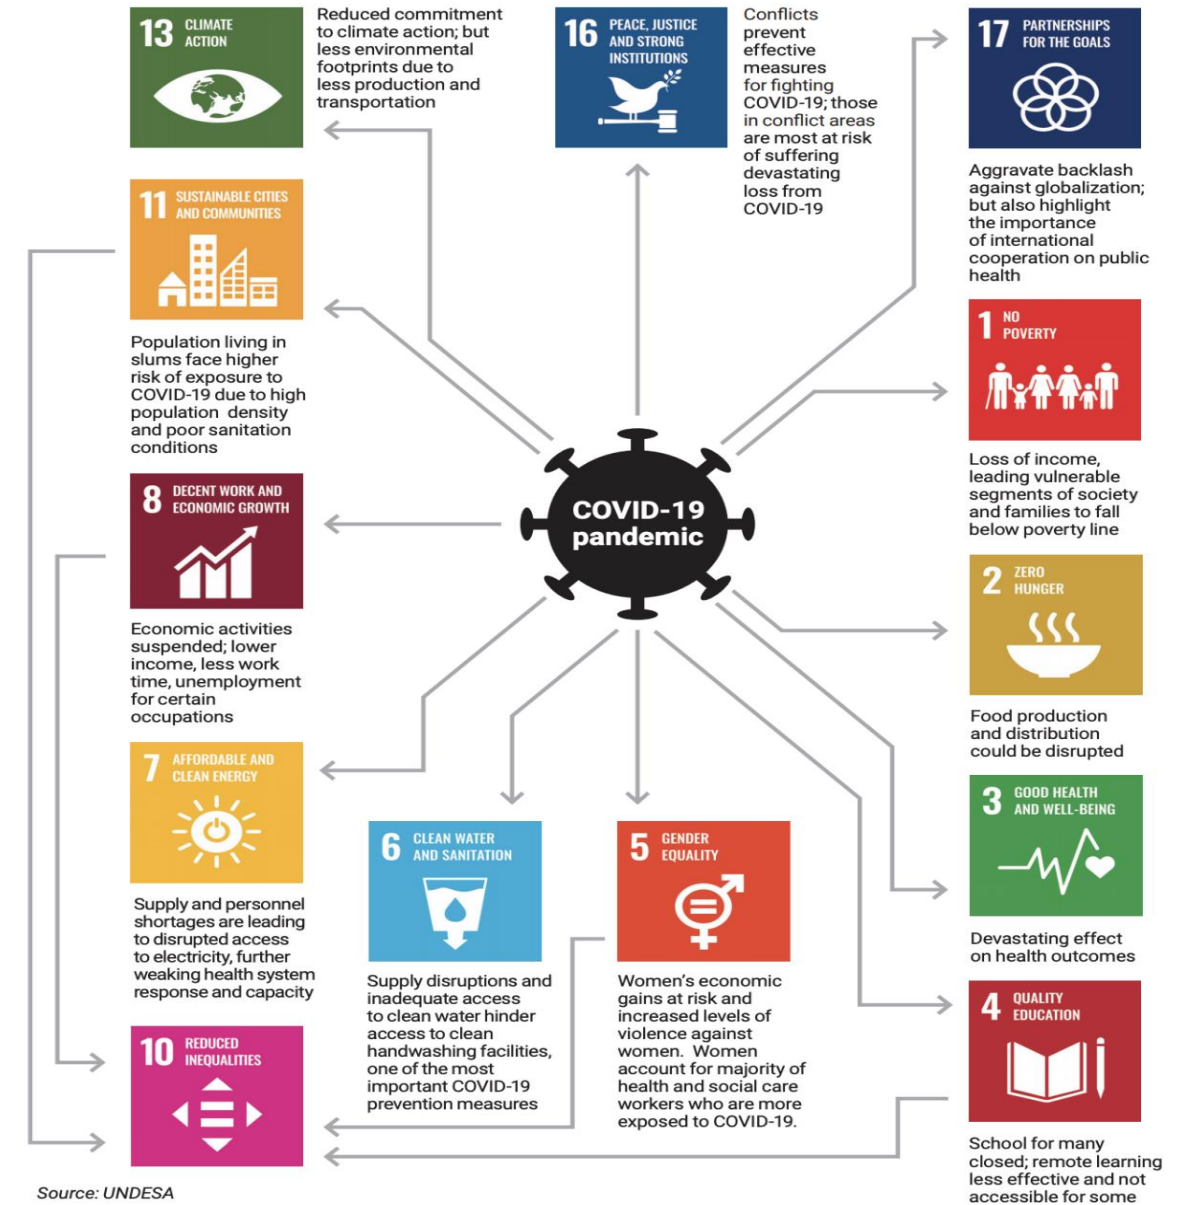 13 CLIMATE
ACTION
Reduced commitment
to climate action; but
less environmental
footprints due to
less production and
transportation
16 PEACE, JUSTICE
AND STRONG
INSTITUTIONS
Conflicts
prevent
effective
measures
for fighting
COVID-19; those
in conflict areas
are most at risk
of suffering
devastating
loss from
COVID-19
17 PARTNERSHIPS
FOR THE GOALS
Aggravate backlash
against globalization;
but also highlight
the importance
of international
cooperation on public
health
11 SUSTAINABLE CITIES
AND COMMUNITIES
Population living in
slums face higher
risk of exposure to
COVID-19 due to high
population density
and poor sanitation
conditions
1 NO
POVERTY
Loss of income,
leading vulnerable
segments of society
and families to fall
below poverty line
COVID-19
pandemic
8 DECENT WORK AND
ECONOMIC GROWTH
Economic activities
suspended; lower
income, less work
time, unemployment
for certain
occupations
2 ZERO
HUNGER
Food production
and distribution
could be disrupted
7 AFFORDABLE AND
CLEAN ENERGY
Supply and personnel
shortages are leading
to disrupted access
to electricity, further
weaking health system
response and capacity
6 CLEAN WATER
AND SANITATION
Supply disruptions and
inadequate access
to clean water hinder
access to clean
handwashing facilities,
one of the most
important COVID-19
prevention measures
5 GENDER
EQUALITY
Women's economic
gains at risk and
increased levels of
violence against
women. Women
account for majority of
health and social care
workers who are more
exposed to COVID-19.
3 GOOD HEALTH
AND WELL-BEING
Devastating effect
on health outcomes
10 REDUCED
INEQUALITIES
4 QUALITY
EDUCATION
School for many
closed; remote learning
less effective and not
accessible for some
Source: UNDESA